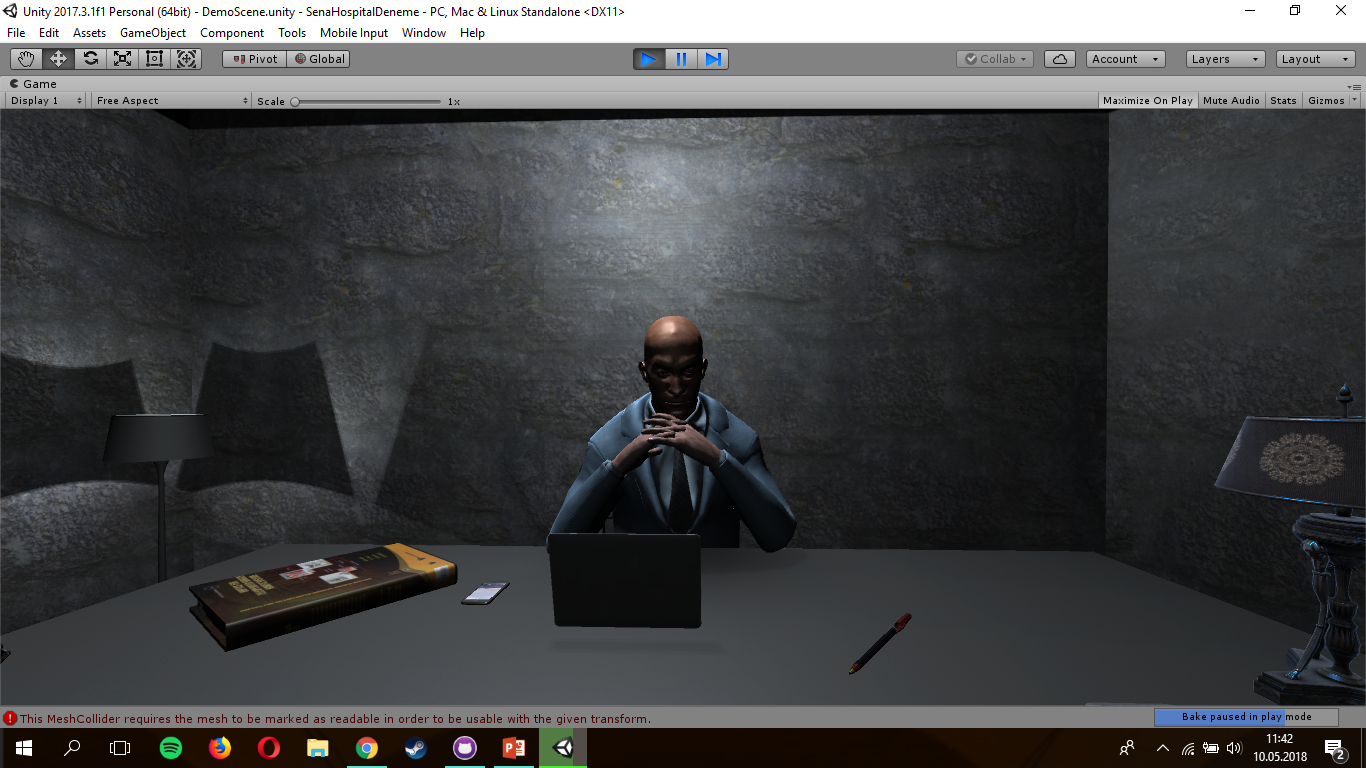 Unity 2017.3.1f1 Personal (64bit) - DemoScene.unity - SenaHospitalDeneme - PC, Mac & Linux Standalone <DX11>
File Edit Assets GameObject Component Tools Mobile Input Window Help
Pivot Global Collab Account Layers Layout
Game
Display 1 Free Aspect Scale 1x Maximize On Play Mute Audio Stats Gizmos
This MeshCollider requires the mesh to be marked as readable in order to be usable with the given transform.
Bake paused in play mode
11:42
10.05.2018
2